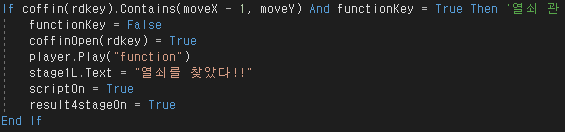 If coffin(rdkey).Contains(moveX - 1, moveY) And functionKey = True Then '열쇠 관
functionKey = False
coffinOpen(rdkey) = True
player.Play("function")
stage1L.Text = "열쇠를 찾았다!!"
scriptOn = True
result4stageOn = True
End If